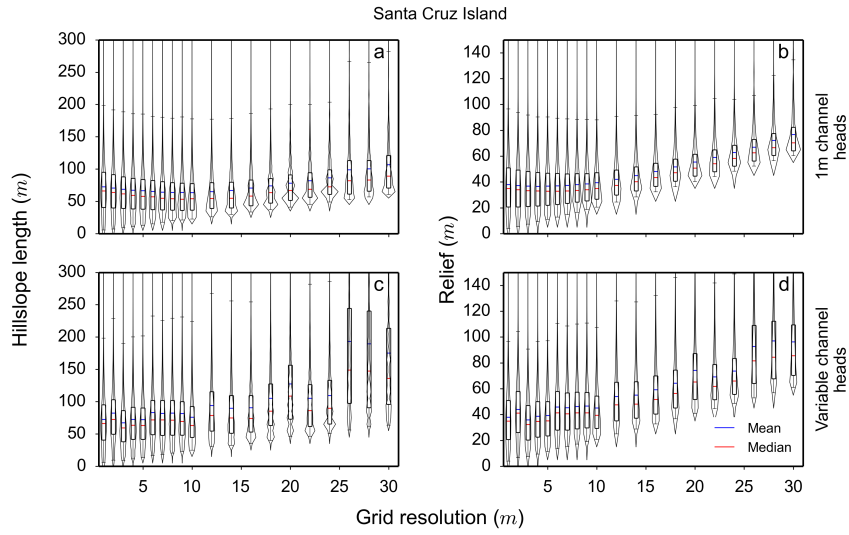 Santa Cruz Island
a
b
300
250
200
150
100
50
0
140
120
100
80
60
40
20
0
1m channel
heads
c
d
300
250
200
150
100
50
0
140
120
100
80
60
40
20
0
Variable channel
heads
Hillslope length (m)
Relief (m)
Mean
Median
5 10 15 20 25 30
5 10 15 20 25 30
Grid resolution (m)